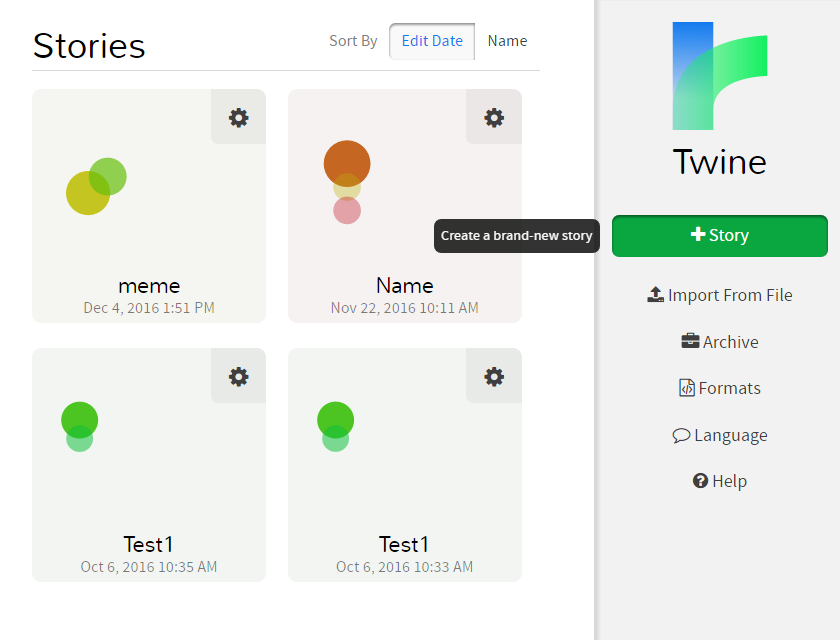 Stories
Sort By Edit Date Name
meme
Dec 4, 2016 1:51 PM
Name
Nov 22, 2016 10:11 AM
Test1
Oct 6, 2016 10:35 AM
Test1
Oct 6, 2016 10:33 AM
Create a brand-new story
Twine
Story
Import From File
Archive
Formats
Language
Help